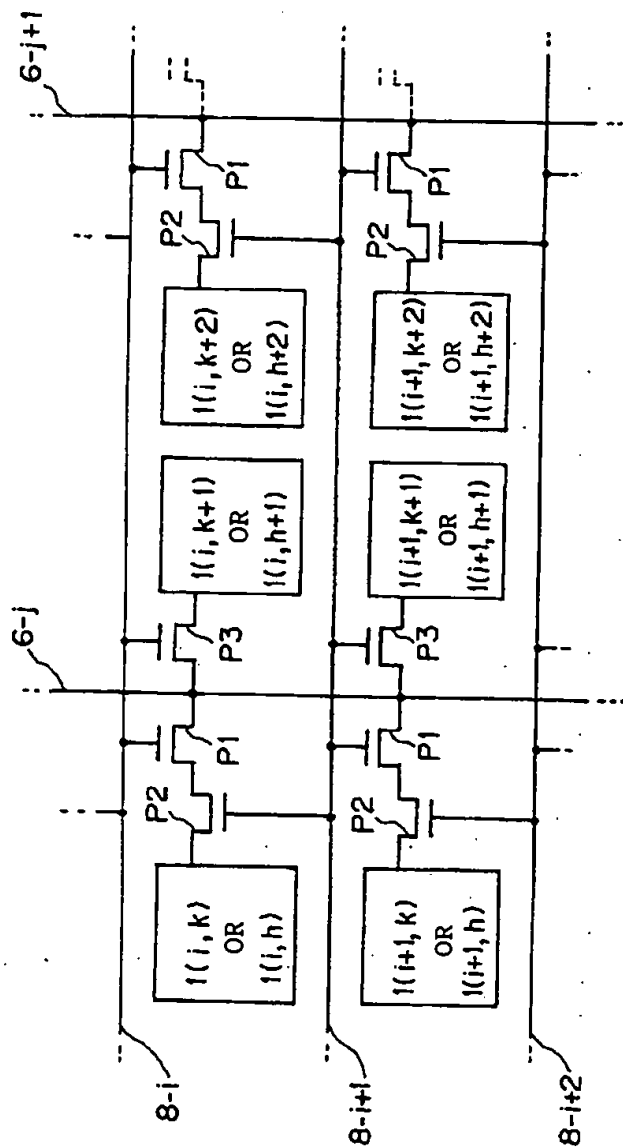 6-j
6-j+1
8-i
P2
P1
P3
P2
P1
1(i,k)
OR
1(i,h)
1(i,k+1)
OR
1(i,h+1)
1(i,k+2)
OR
1(i,h+2)
8-i+1
P2
P1
P3
P2
P1
1(i+1,k)
OR
1(i+1,h)
1(i+1,k+1)
OR
1(i+1,h+1)
1(i+1,k+2)
OR
1(i+1,h+2)
8-i+2